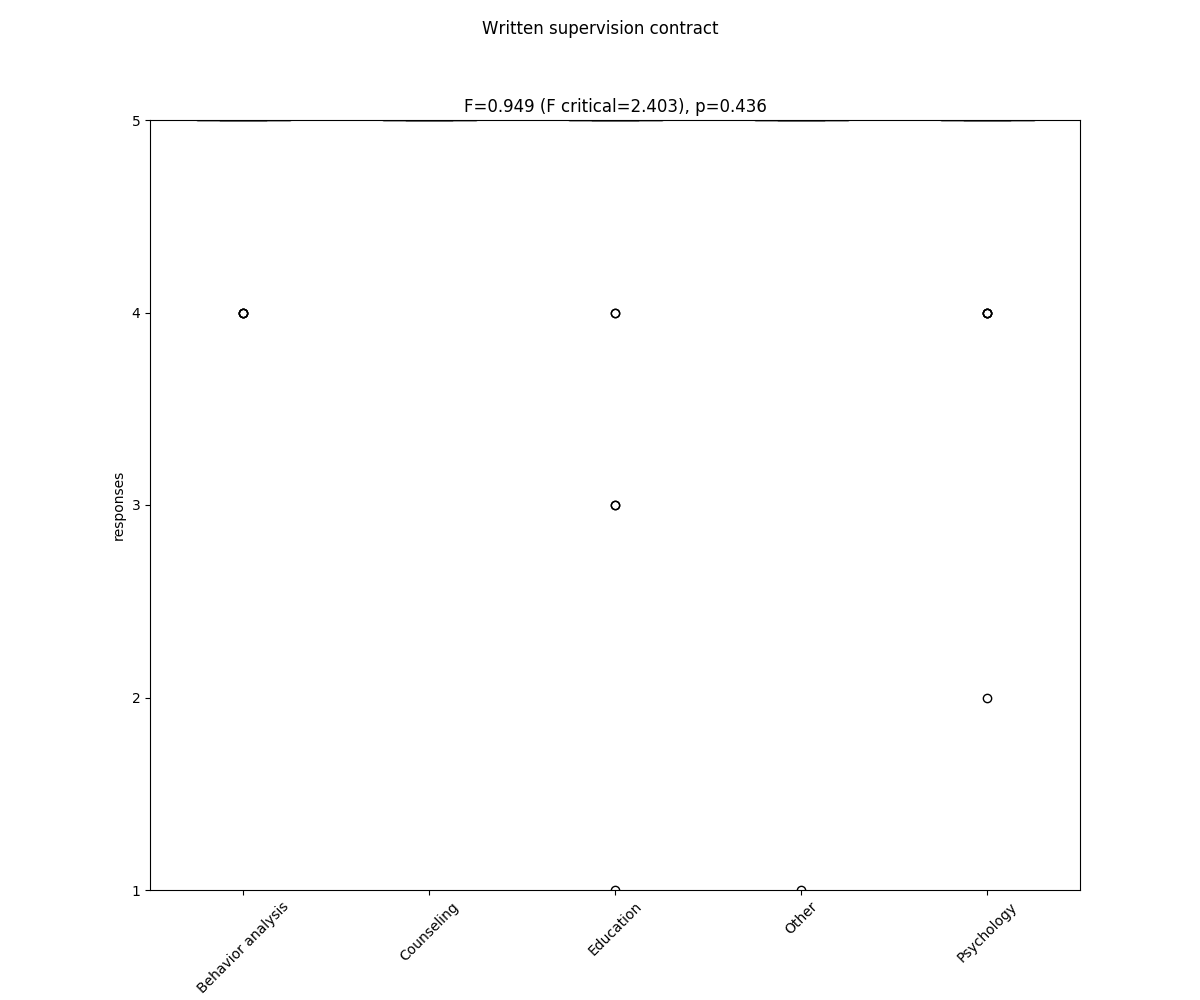 Written supervision contract
F=0.949 (F critical=2.403), p=0.436
5
4
3
2
1
responses
Behavior analysis
Counseling
Education
Other
Psychology